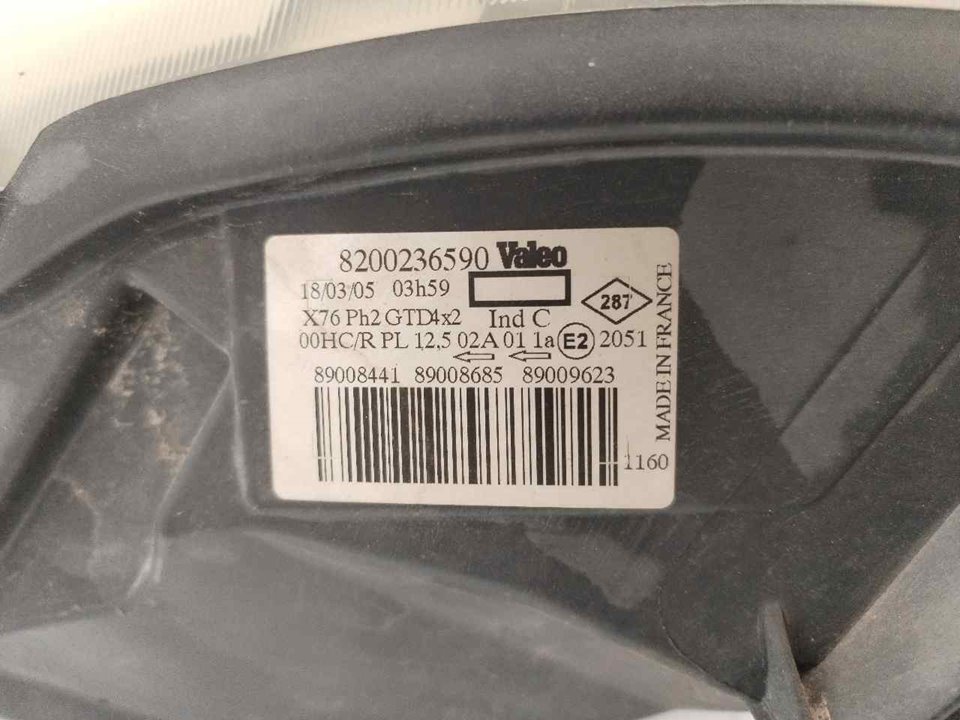 8200236590 Valeo
18/03/05 03h59
287
X76 Ph2 GTD4x2 Ind C
00HC/R PL 12,5 02A 01 1a E2 2051
89008441 89008685 89009623
1160
MADE IN FRANCE